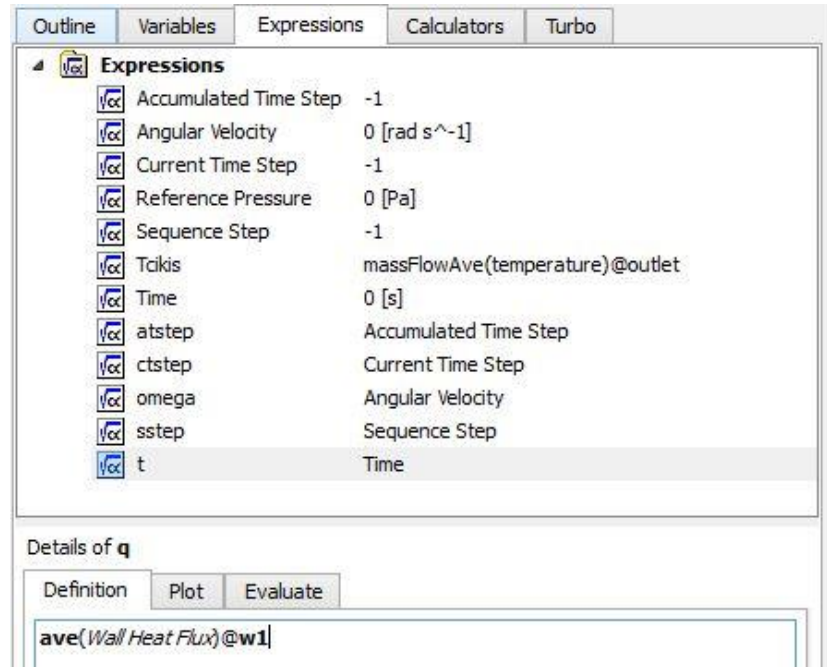 Outline Variables Expressions Calculators Turbo
Expressions
Accumulated Time Step -1
Angular Velocity 0 [rad s^-1]
Current Time Step -1
Reference Pressure 0 [Pa]
Sequence Step -1
Tcikis massFlowAve(temperature)@outlet
Time 0 [s]
atstep Accumulated Time Step
ctstep Current Time Step
omega Angular Velocity
sstep Sequence Step
t Time
Details of q
Definition Plot Evaluate
ave(Wall Heat Flux)@w1